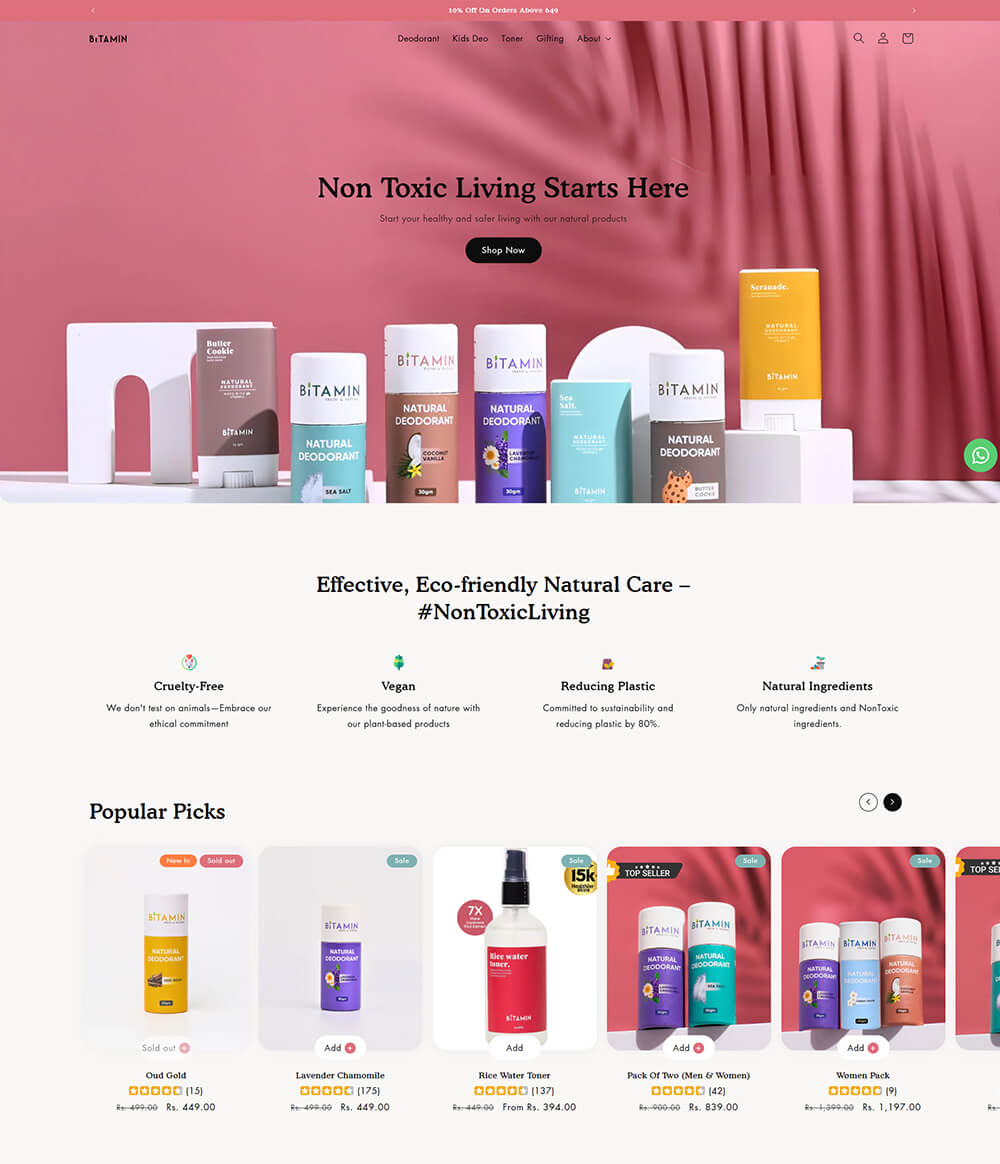 10% Off On Orders Above 649
BiTAMIN
Deodorant Kids Deo Toner Gifting About
Non Toxic Living Starts Here
Start your healthy and safer living with our natural products
Shop Now
Serauade.
NATURAL
DEODORANT
BiTAMIN
Butter
Cookie
NATURAL
DEODORANT
BiTAMIN
BiTAMIN
NATURAL
DEODORANT
SEA SALT
BiTAMIN
FRESH & NATURAL
NATURAL
DEODORANT
COCONUT
VANILLA
30gm
BiTAMIN
FRESH & NATURAL
NATURAL
DEODORANT
LAVENDER
CHAMOMILE
30gm
Sea
Salt.
NATURAL
DEODORANT
BiTAMIN
BiTAMIN
FRESH & NATURAL
NATURAL
DEODORANT
BUTTER
COOKIE
Effective, Eco-friendly Natural Care –
#NonToxicLiving
Cruelty-Free
We don't test on animals—Embrace our
ethical commitment
Vegan
Experience the goodness of nature with
our plant-based products
Reducing Plastic
Committed to sustainability and
reducing plastic by 80%.
Natural Ingredients
Only natural ingredients and NonToxic
ingredients.
Popular Picks
New In Sold out
BiTAMIN
NATURAL
DEODORANT
Sold out
Oud Gold
(15)
Rs. 499.00 Rs. 449.00
Sale
BiTAMIN
NATURAL
DEODORANT
Add
Lavender Chamomile
(175)
Rs. 499.00 Rs. 449.00
Sale
15k
7X
Rice water
toner.
BiTAMIN
Add
Rice Water Toner
(137)
Rs. 449.00 From Rs. 394.00
Sale
TOP SELLER
BiTAMIN BiTAMIN
NATURAL
DEODORANT
NATURAL
DEODORANT
SEA SALT
Add
Pack Of Two (Men & Women)
(42)
Rs. 900.00 Rs. 839.00
Sale
BiTAMIN BiTAMIN BiTAMIN
NATURAL
DEODORANT
NATURAL
DEODORANT
NATURAL
DEODORANT
Add
Women Pack
(9)
Rs. 1,399.00 Rs. 1,197.00
TOP SEL
Rs.